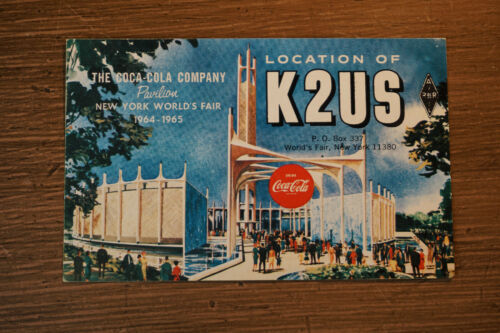 THE COCA-COLA COMPANY
Pavilion
NEW YORK WORLD'S FAIR
1964-1965
LOCATION OF
K2US
P. O. Box 337
World's Fair, New York 11380
DRINK
Coca-Cola